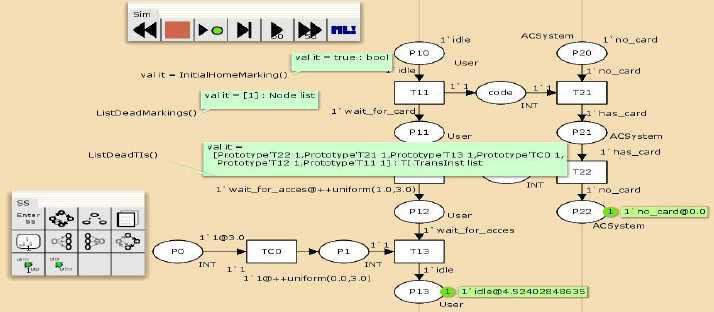 Sim
ML!
val it = true : bool
val it = InitialHomeMarking()
val it = [1] : Node list
ListDeadMarkings()
ListDeadTIs()
val it =
[Prototype'T22 1,Prototype'T21 1,Prototype'T13 1,Prototype'TC0 1,
Prototype'T12 1,Prototype'T11 1] : TI.TransInst list
P10
1`idle
User
1`idle
T11
1`1
code
1`1
INT
1`wait_for_card
P11
User
1`wait_for_acces@++uniform(1.0,3.0)
P12
User
1`wait_for_acces
T13
1`idle
P13
1
1`idle@4.52402848635
User
ACSystem
P20
1`no_card
1`no_card
T21
1`has_card
P21
ACSystem
1`has_card
T22
INT
1`no_card
P22
1
1`no_card@0.0
ACSystem
SS
Enter
SS
P0
1`1@3.0
INT
TC0
1`1
1`1@++uniform(0.0,3.0)
P1
1`1
INT